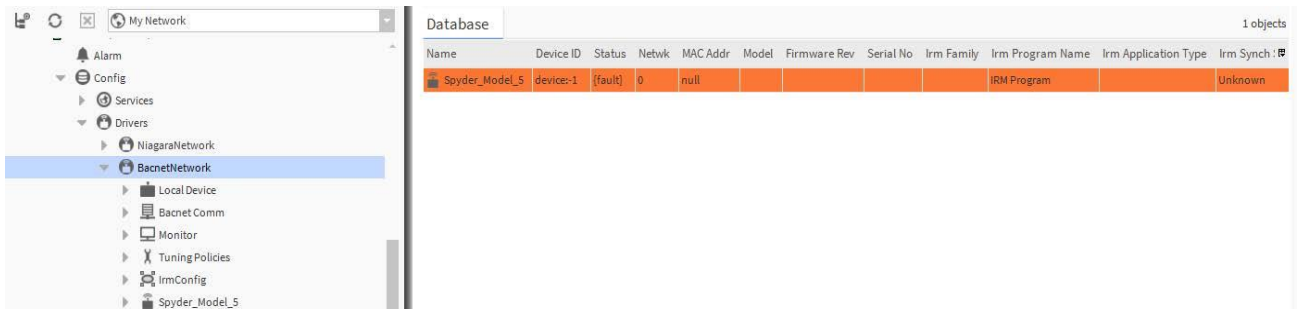 My Network
Alarm
Config
Services
Drivers
NiagaraNetwork
BacnetNetwork
Local Device
Bacnet Comm
Monitor
Tuning Policies
IrmConfig
Spyder_Model_5
Database 1 objects
Name Device ID Status Netwk MAC Addr Model Firmware Rev Serial No Irm Family Irm Program Name Irm Application Type Irm Synch
Spyder_Model_5 device:-1 {fault} 0 null IRM Program Unknown